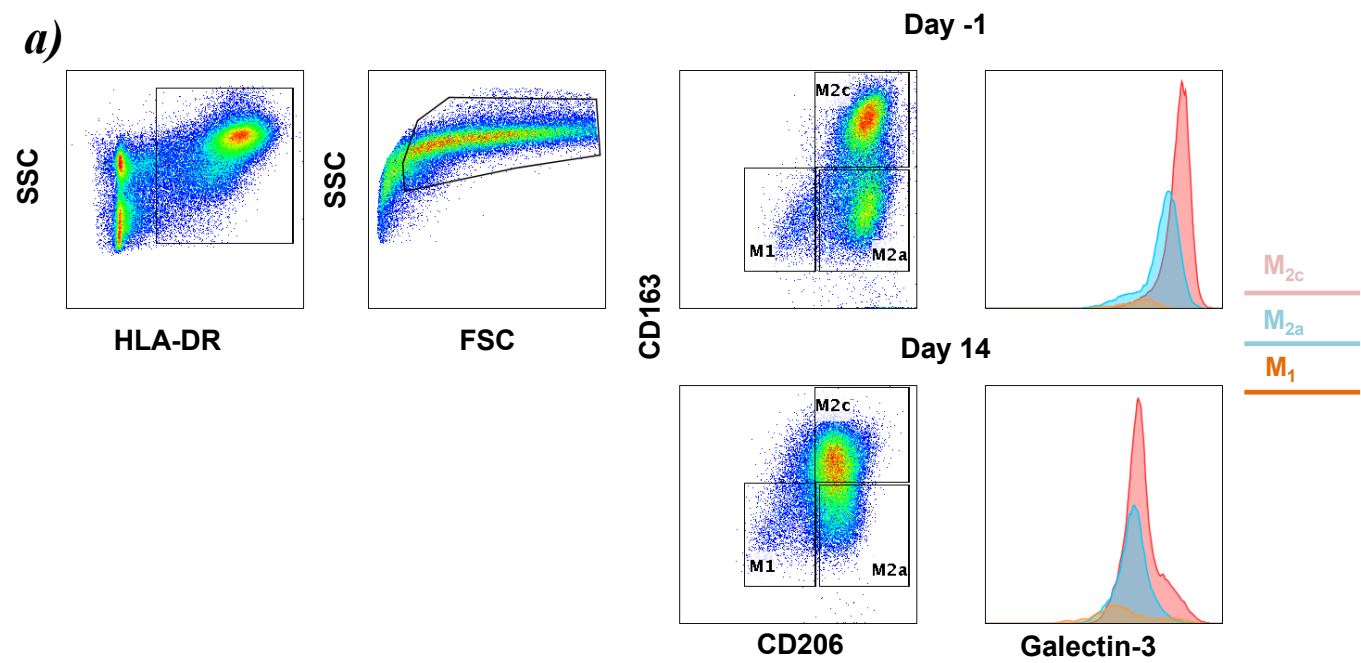 a)
Day -1
SSC
HLA-DR
SSC
FSC
CD163
M2c
M1
M2a
M2c
M2a
M1
Day 14
M2c
M1
M2a
CD206
Galectin-3